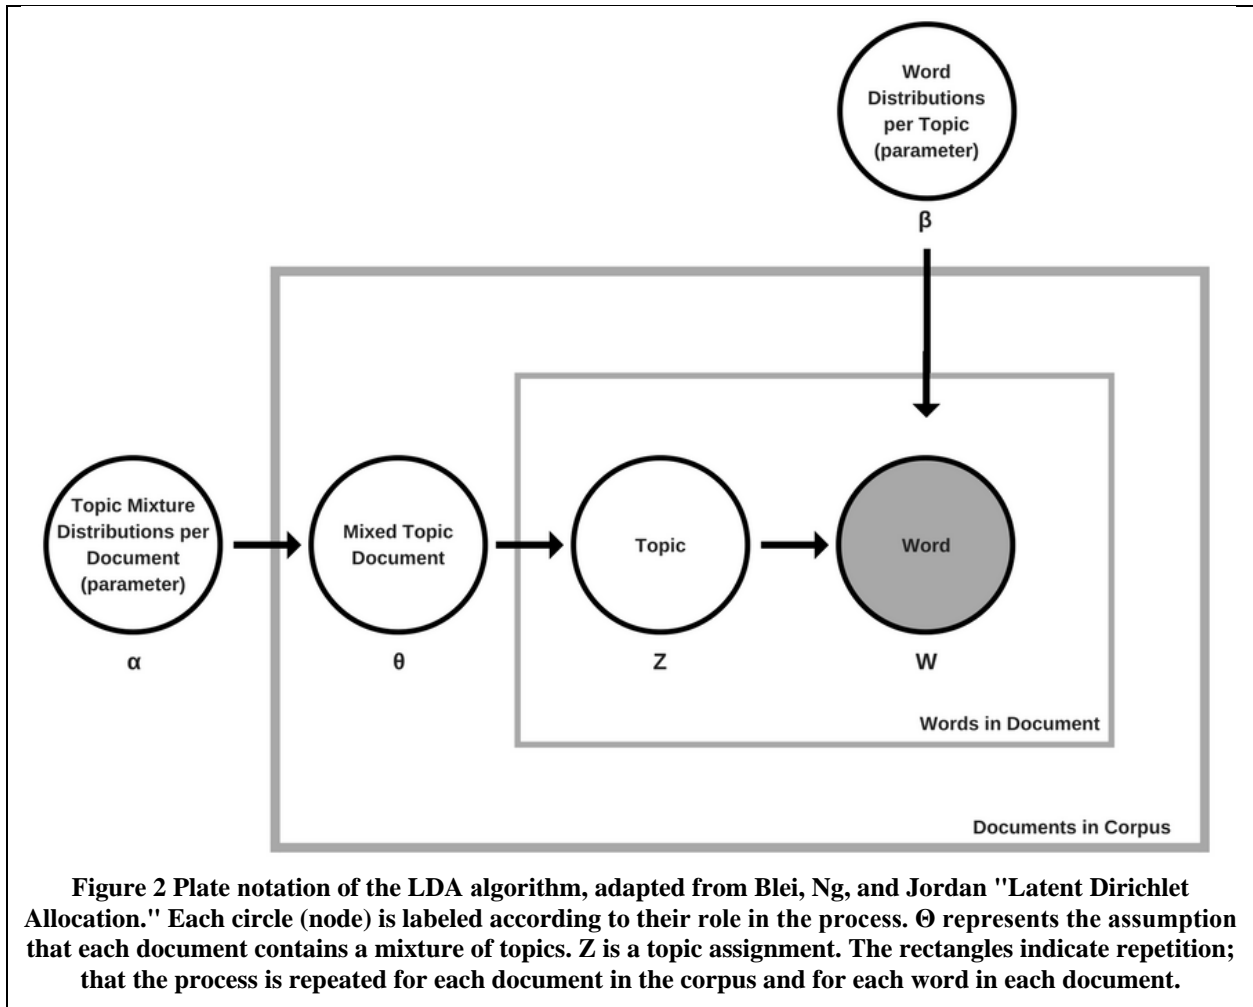 Word
Distributions
per Topic
(parameter)
β
Topic Mixture
Distributions per
Document
(parameter)
α
Mixed Topic
Document
θ
Topic
Z
Word
W
Words in Document
Documents in Corpus
Figure 2 Plate notation of the LDA algorithm, adapted from Blei, Ng, and Jordan "Latent Dirichlet
Allocation." Each circle (node) is labeled according to their role in the process. Θ represents the assumption
that each document contains a mixture of topics. Z is a topic assignment. The rectangles indicate repetition;
that the process is repeated for each document in the corpus and for each word in each document.